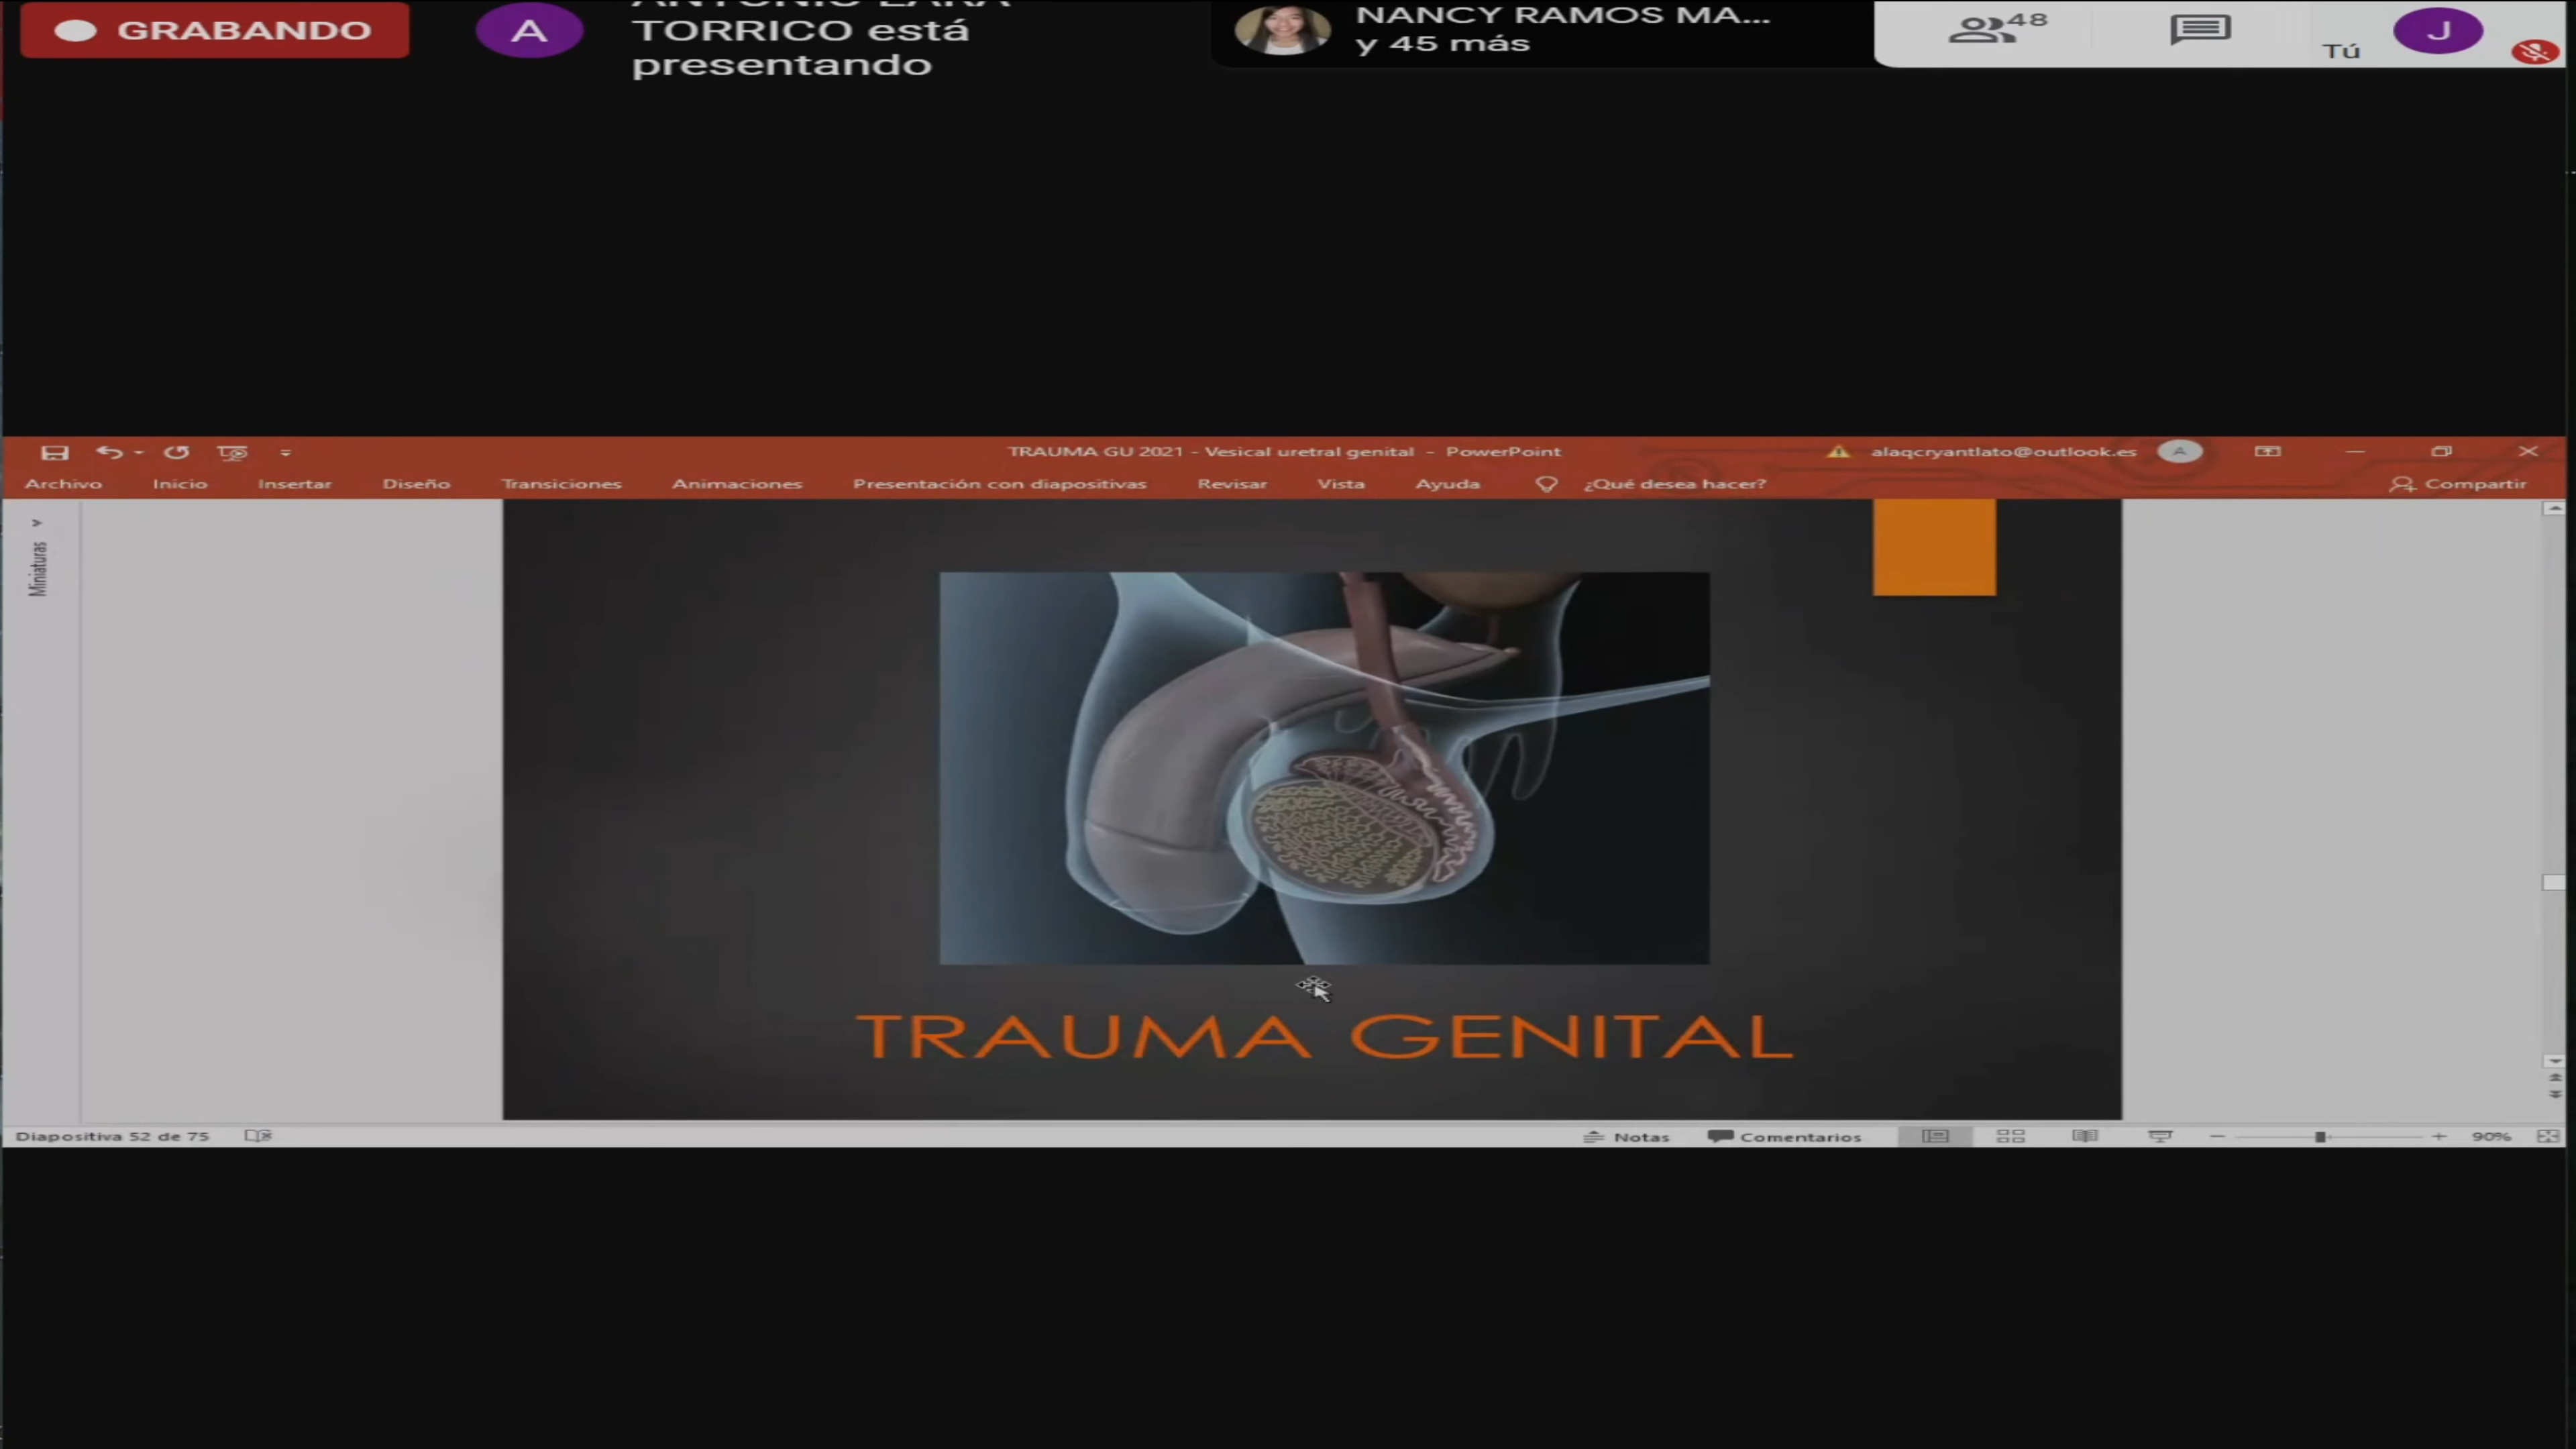 GRABANDO
A
ANTONIO LARA
TORRICO está
presentando
NANCY RAMOS MA...
y 45 más
48
Tú
J
TRAUMA GU 2021 - Vesical uretral genital - PowerPoint
alaqcryantlato@outlook.es
A
Archivo Inicio Insertar Diseño Transiciones Animaciones Presentación con diapositivas Revisar Vista Ayuda ¿Qué desea hacer? Compartir
Miniaturas
TRAUMA GENITAL
Diapositiva 52 de 75
Notas Comentarios 90%